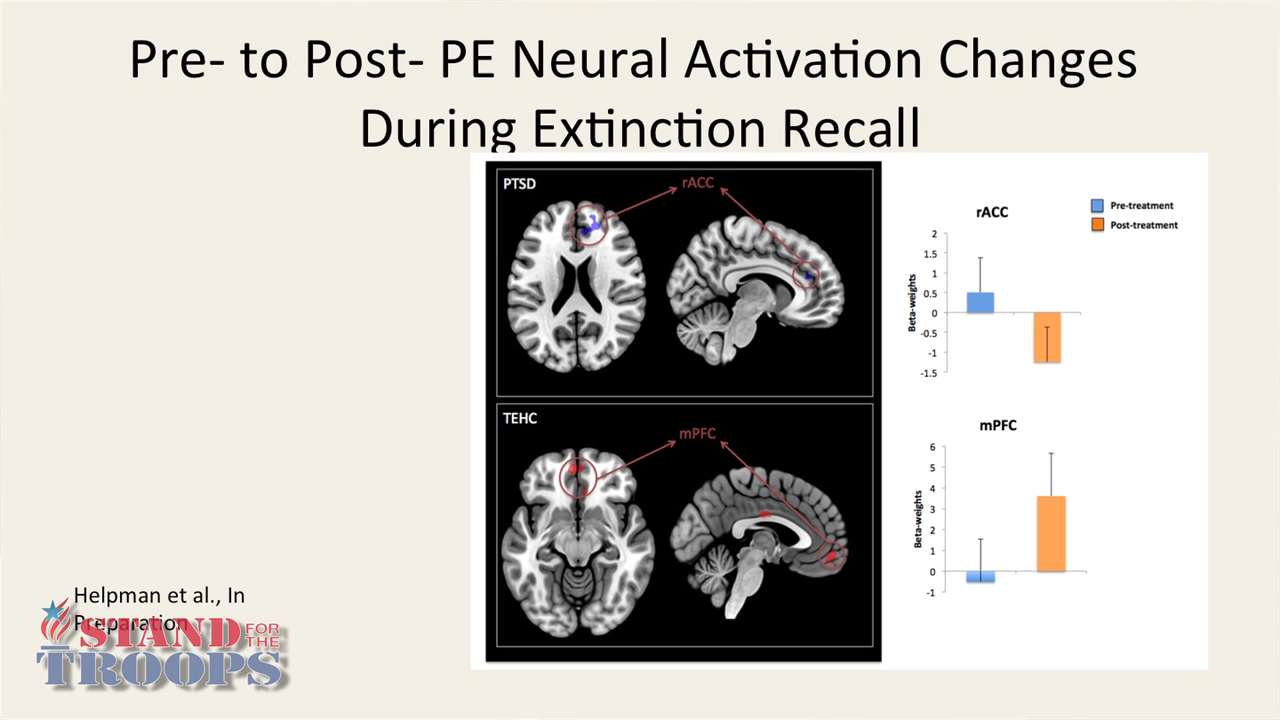 Pre- to Post- PE Neural Activation Changes
During Extinction Recall
PTSD
rACC
TEHC
mPFC
rACC
Pre-treatment
Post-treatment
Beta-weights
2
1.5
1
0.5
0
-0.5
-1
-1.5
mPFC
Beta-weights
6
5
4
3
2
1
0
-1
Helpman et al., In
Preparation
STAND FOR THE
TROOPS